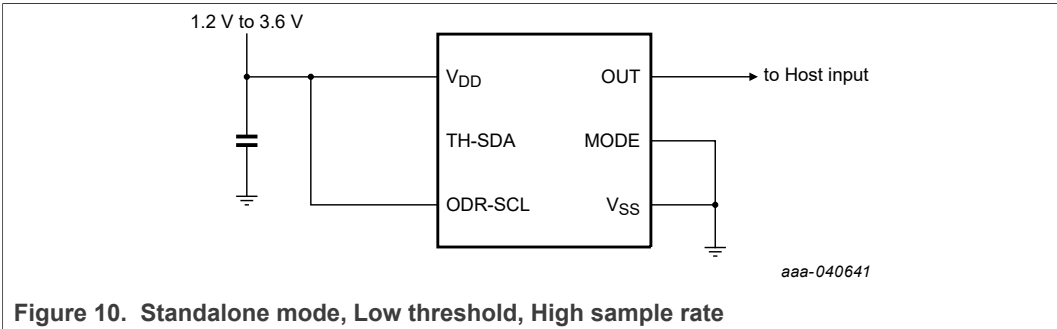 1.2 V to 3.6 V
VDD
OUT
to Host input
TH-SDA
MODE
ODR-SCL
VSS
aaa-040641
Figure 10. Standalone mode, Low threshold, High sample rate